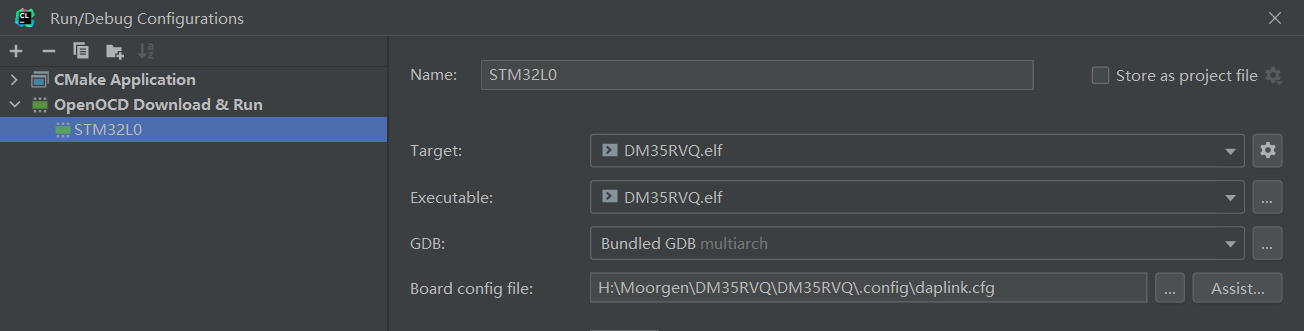 CL
Run/Debug Configurations
CMake Application
OpenOCD Download & Run
STM32L0
Name: STM32L0
Store as project file
Target: DM35RVQ.elf
Executable: DM35RVQ.elf
...
GDB: Bundled GDB multiarch
...
Board config file: H:\Moorgen\DM35RVQ\DM35RVQ\.config\daplink.cfg
...
Assist...